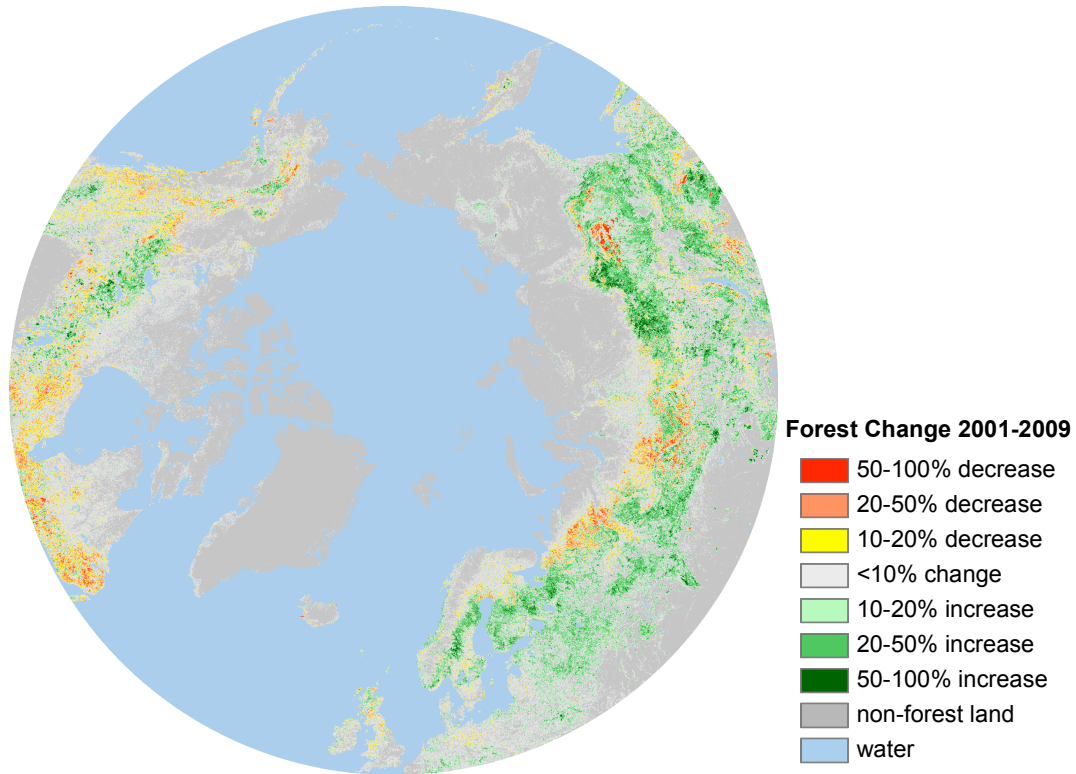 Forest Change 2001-2009
50-100% decrease
20-50% decrease
10-20% decrease
<10% change
10-20% increase
20-50% increase
50-100% increase
non-forest land
water